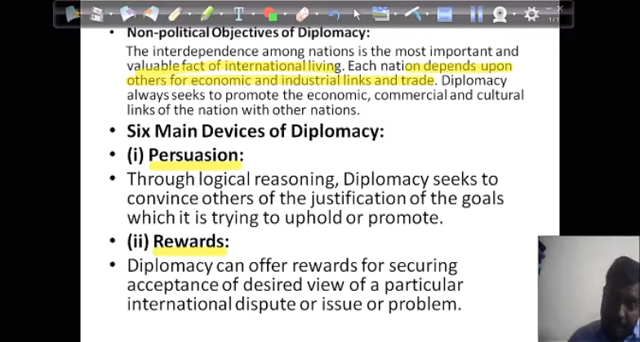 Non-political Objectives of Diplomacy:
The interdependence among nations is the most important and
valuable fact of international living. Each nation depends upon
others for economic and industrial links and trade. Diplomacy
always seeks to promote the economic, commercial and cultural
links of the nation with other nations.
• Six Main Devices of Diplomacy:
• (i) Persuasion:
• Through logical reasoning, Diplomacy seeks to
convince others of the justification of the goals
which it is trying to uphold or promote.
• (ii) Rewards:
• Diplomacy can offer rewards for securing
acceptance of desired view of a particular
international dispute or issue or problem.